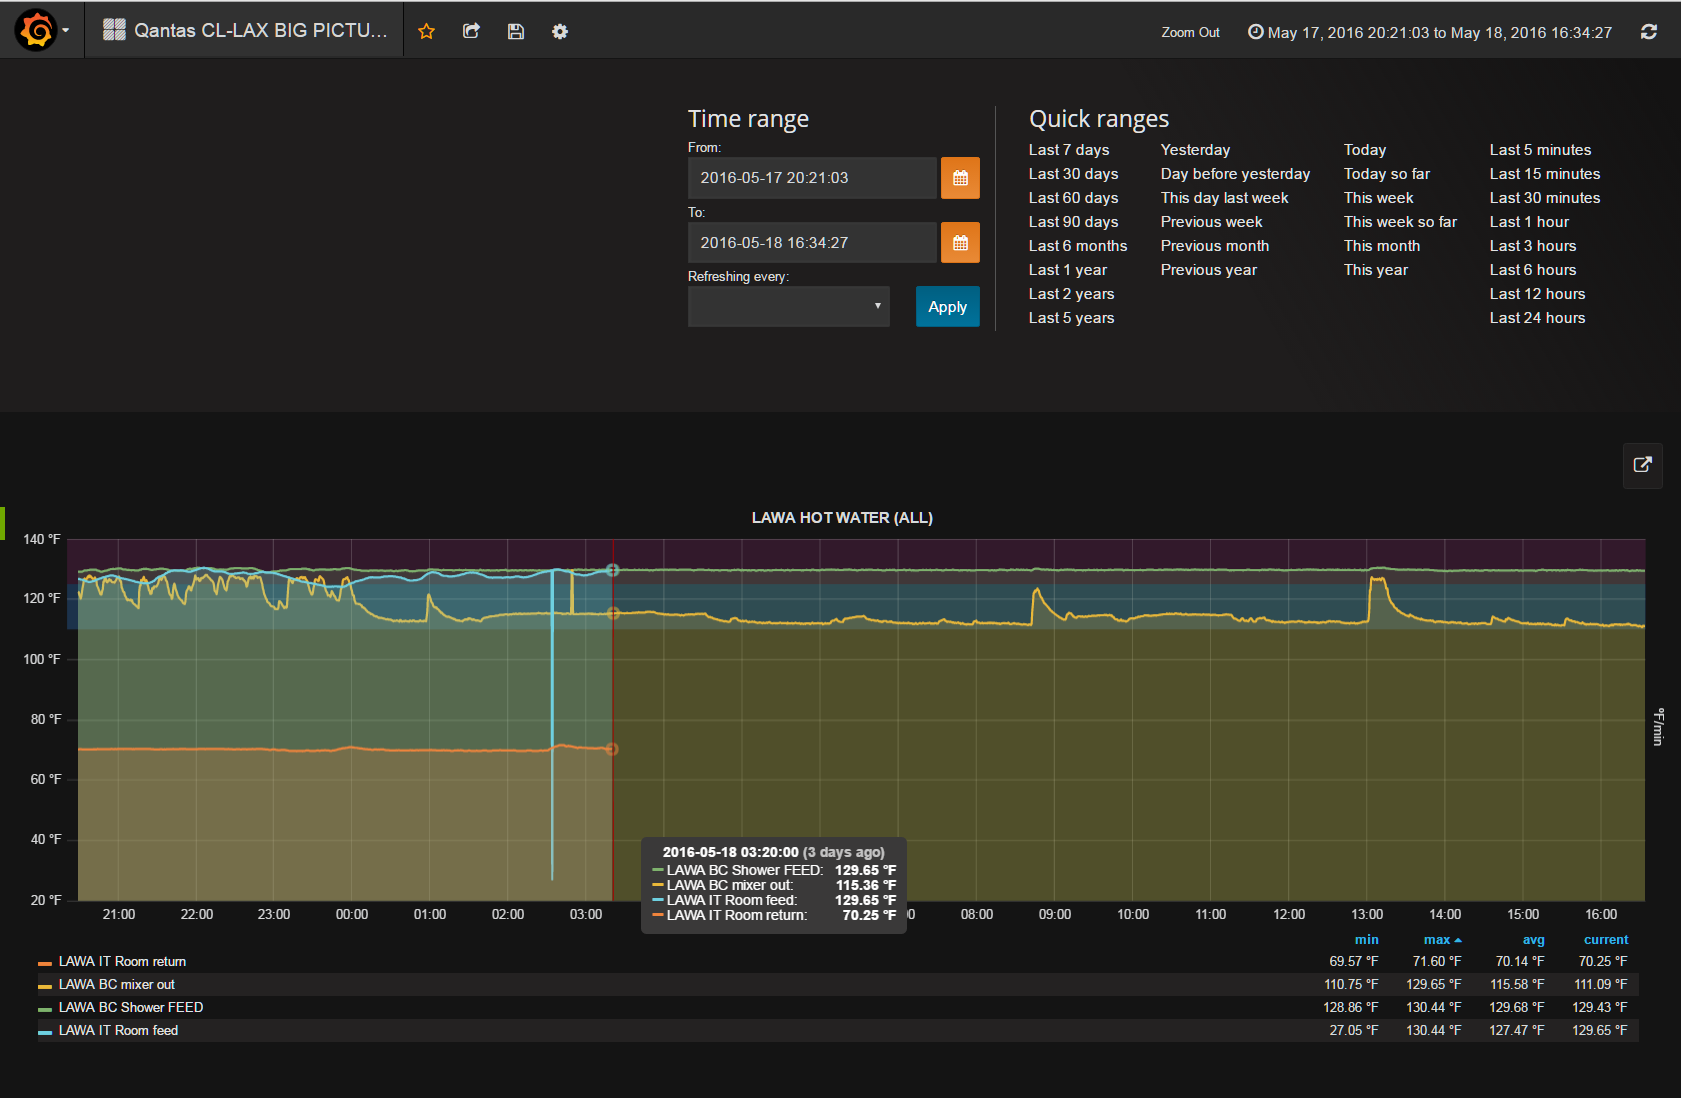 Qantas CL-LAX BIG PICTU...
Zoom Out
May 17, 2016 20:21:03 to May 18, 2016 16:34:27
Time range
From:
2016-05-17 20:21:03
To:
2016-05-18 16:34:27
Refreshing every:
Apply
Quick ranges
Last 7 days
Last 30 days
Last 60 days
Last 90 days
Last 6 months
Last 1 year
Last 2 years
Last 5 years
Yesterday
Day before yesterday
This day last week
Previous week
Previous month
Previous year
Today
Today so far
This week
This week so far
This month
This year
Last 5 minutes
Last 15 minutes
Last 30 minutes
Last 1 hour
Last 3 hours
Last 6 hours
Last 12 hours
Last 24 hours
LAWA HOT WATER (ALL)
140 °F
120 °F
100 °F
80 °F
60 °F
40 °F
20 °F
°F/min
2016-05-18 03:20:00 (3 days ago)
LAWA BC Shower FEED: 129.65 °F
LAWA BC mixer out: 115.36 °F
LAWA IT Room feed: 129.65 °F
LAWA IT Room return: 70.25 °F
21:00 22:00 23:00 00:00 01:00 02:00 03:00 08:00 09:00 10:00 11:00 12:00 13:00 14:00 15:00 16:00
min max avg current
LAWA IT Room return 69.57 °F 71.60 °F 70.14 °F 70.25 °F
LAWA BC mixer out 110.75 °F 129.65 °F 115.58 °F 111.09 °F
LAWA BC Shower FEED 128.86 °F 130.44 °F 129.68 °F 129.43 °F
LAWA IT Room feed 27.05 °F 130.44 °F 127.47 °F 129.65 °F